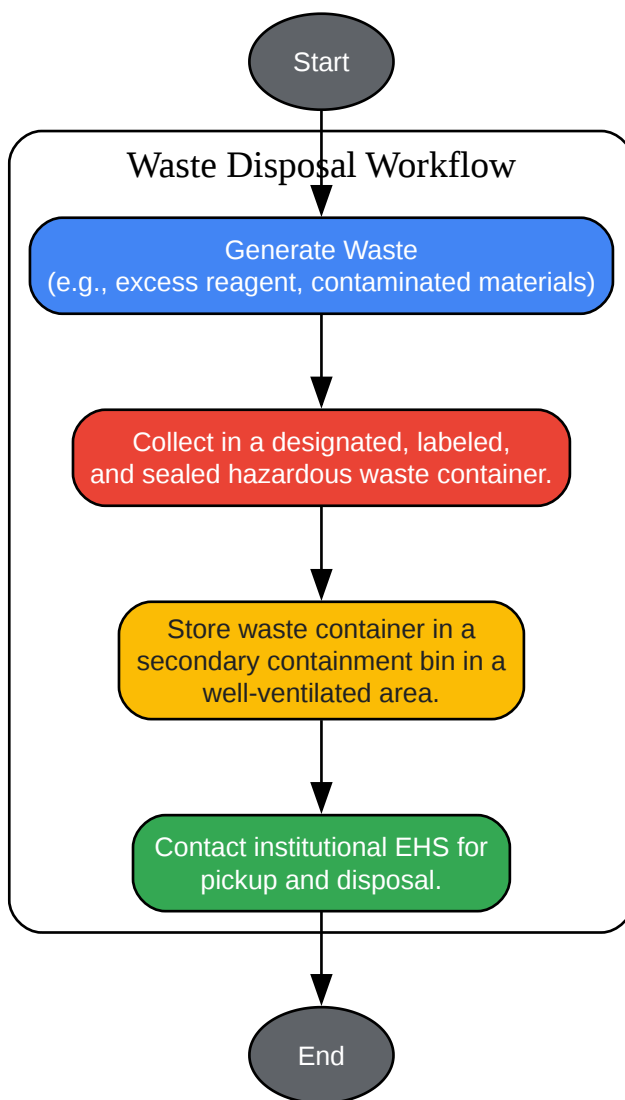 Start
Waste Disposal Workflow
Generate Waste
(e.g., excess reagent, contaminated materials)
Collect in a designated, labeled,
and sealed hazardous waste container.
Store waste container in a
secondary containment bin in a
well-ventilated area.
Contact institutional EHS for
pickup and disposal.
End